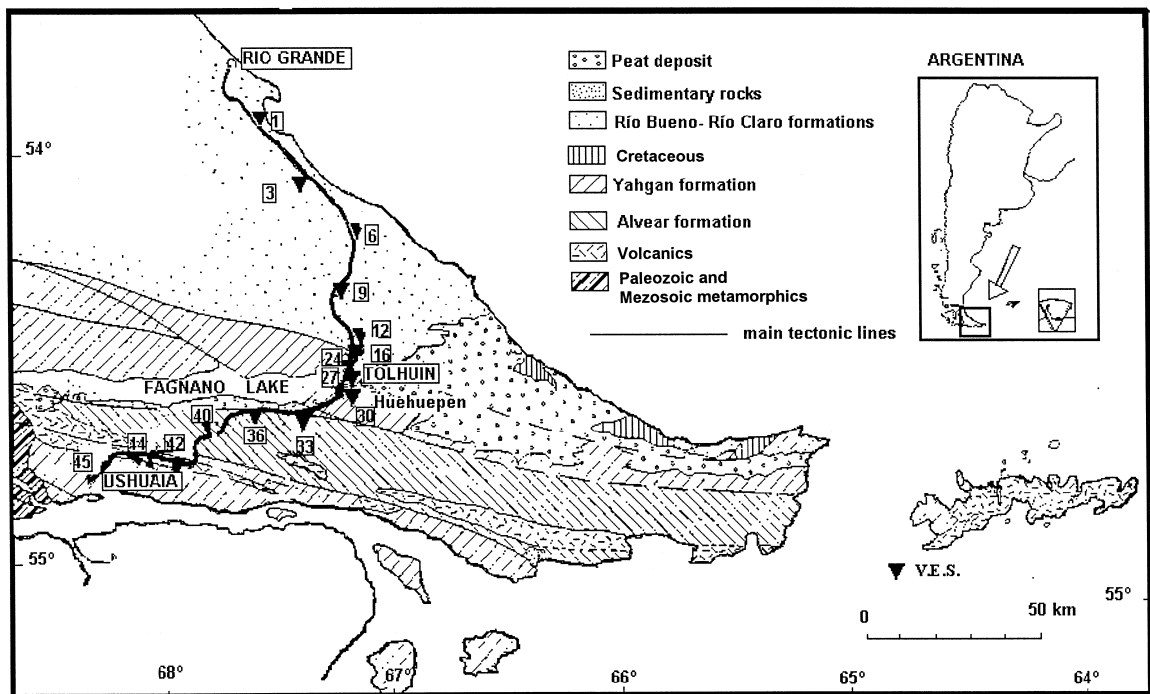 RIO GRANDE
1
54°
3
6
9
12
16
24
TOLHUIN
27
FAGNANO LAKE
Huehuepen
30
40
36
33
44
42
45
USHUAIA
55°
68°
67°
66°
65°
64°
55°
Peat deposit
Sedimentary rocks
Río Bueno- Río Claro formations
Cretaceous
Yahgan formation
Alvear formation
Volcanics
Paleozoic and
Mezosoic metamorphics
main tectonic lines
ARGENTINA
V.E.S.
0
50 km